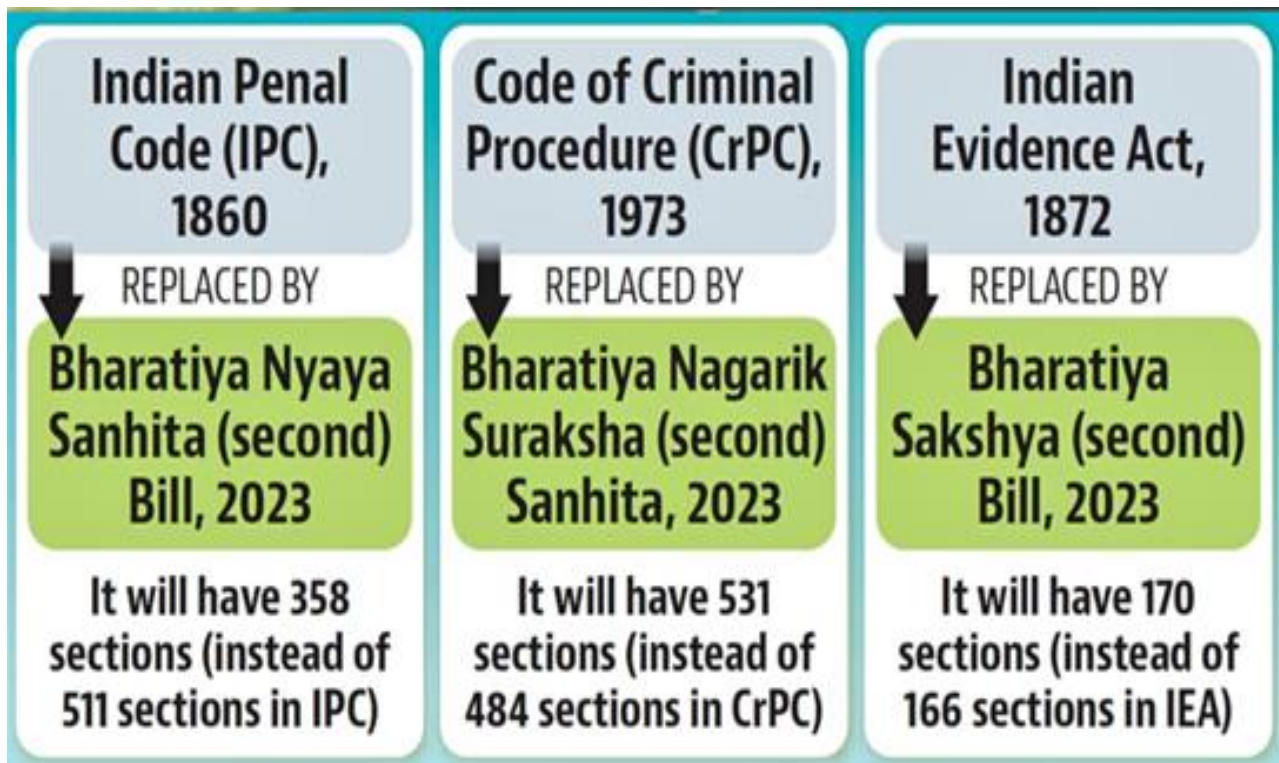 Indian Penal
Code (IPC),
1860
REPLACED BY
Bharatiya Nyaya
Sanhita (second)
Bill, 2023
It will have 358
sections (instead of
511 sections in IPC)
Code of Criminal
Procedure (CrPC),
1973
REPLACED BY
Bharatiya Nagarik
Suraksha (second)
Sanhita, 2023
It will have 531
sections (instead of
484 sections in CrPC)
Indian
Evidence Act,
1872
REPLACED BY
Bharatiya
Sakshya (second)
Bill, 2023
It will have 170
sections (instead of
166 sections in IEA)